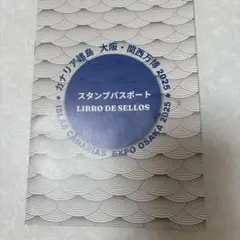 カナリア諸島 大阪・関西万博 2025
スタンプパスポート
LIBRO DE SELLOS
ISLAS CANARIAS EXPO OSAKA 2025